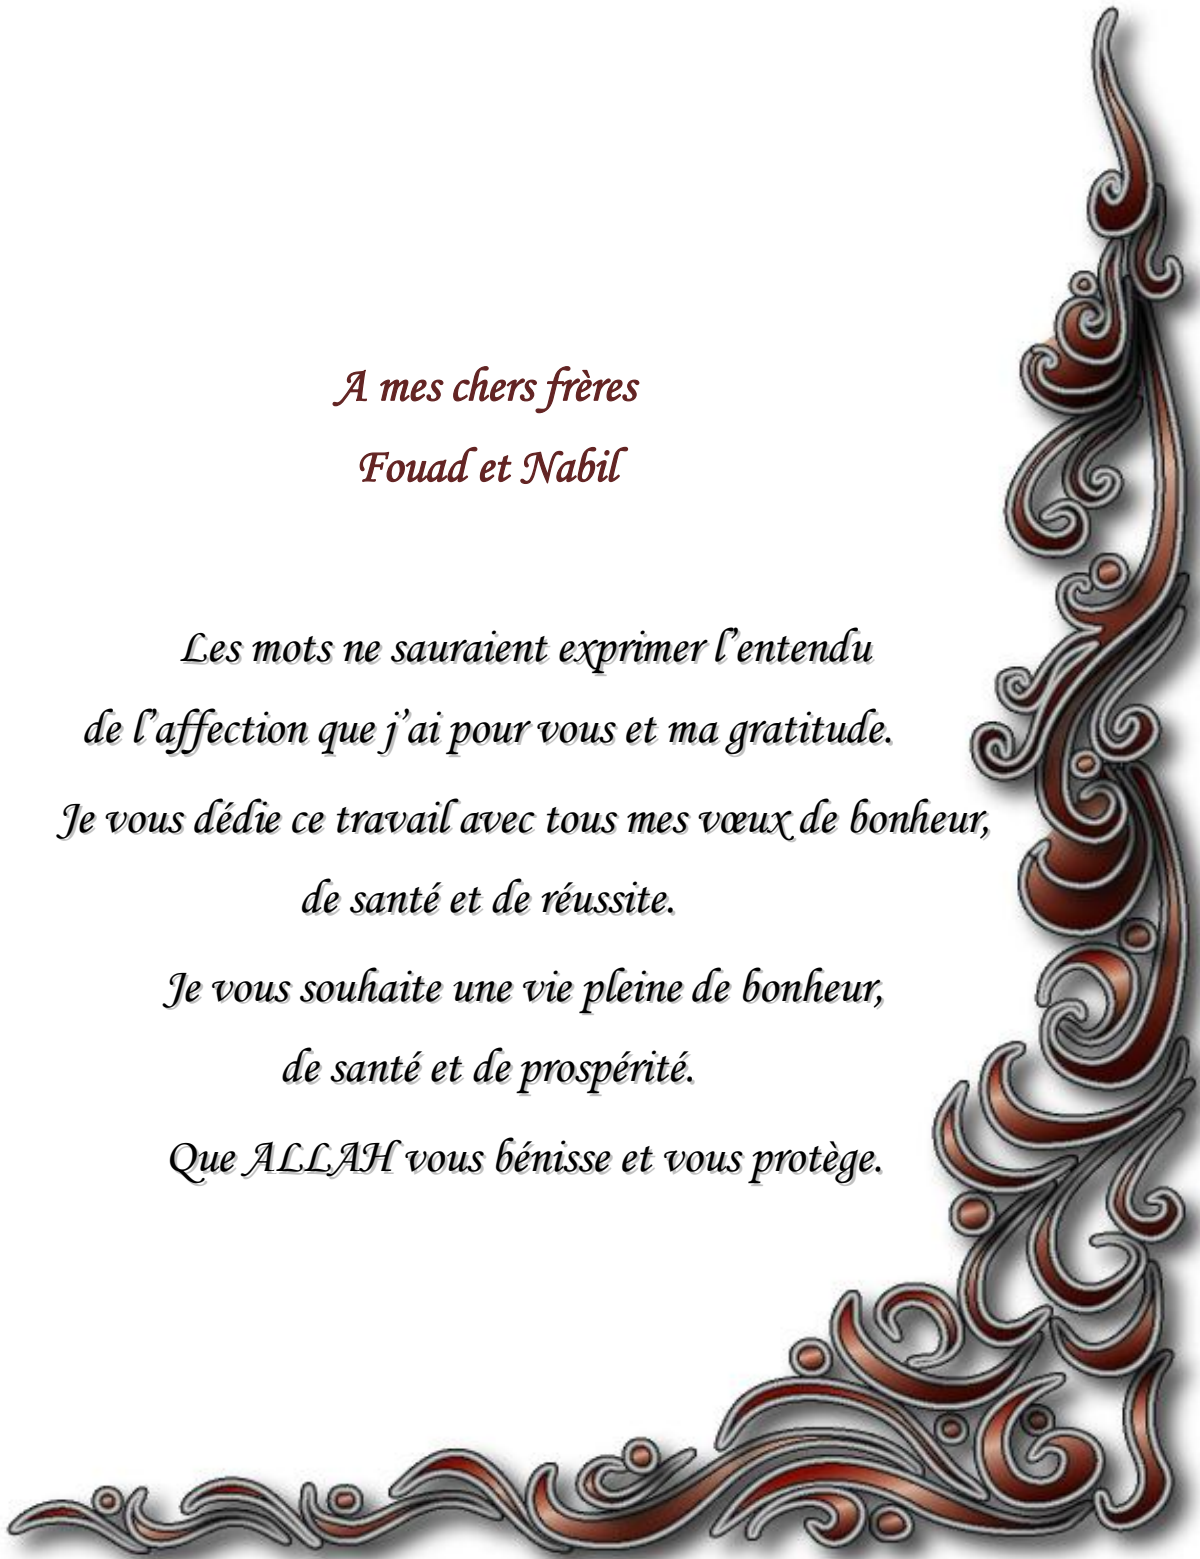 A mes chers frères
Fouad et Nabil
Les mots ne sauraient exprimer l’entendu
de l’affection que j’ai pour vous et ma gratitude.
Je vous dédie ce travail avec tous mes vœux de bonheur,
de santé et de réussite.
Je vous souhaite une vie pleine de bonheur,
de santé et de prospérité.
Que ALLAH vous bénisse et vous protège.